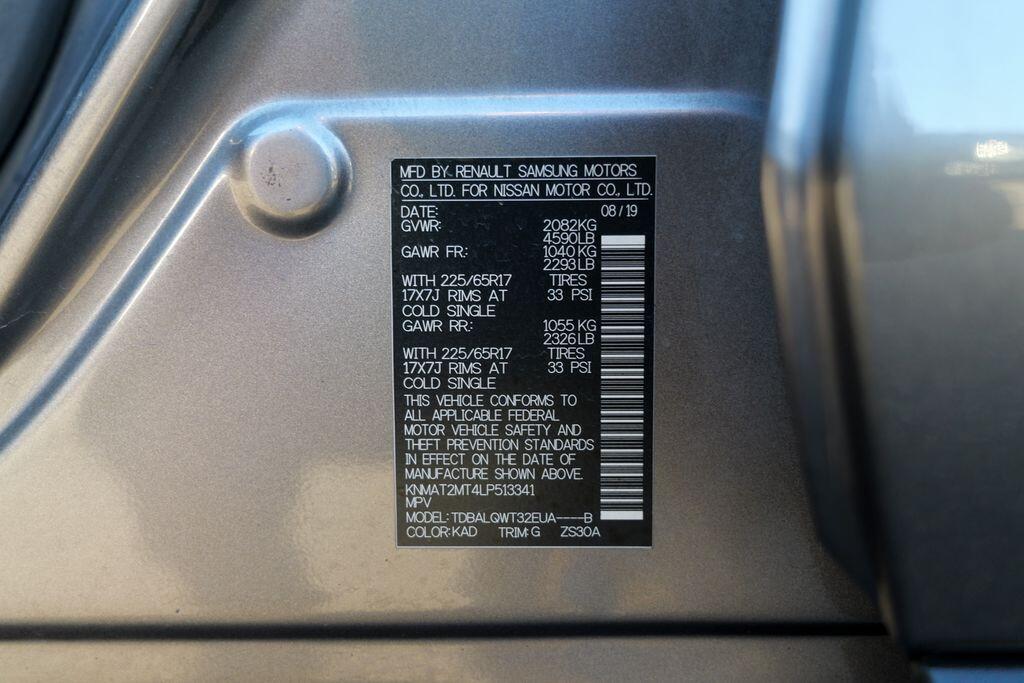 MFD BY RENAULT SAMSUNG MOTORS
CO., LTD. FOR NISSAN MOTOR CO., LTD.
DATE: 08/19
GVWR: 2082KG
4590LB
GAWR FR.: 1040KG
2293LB
WITH 225/65R17 TIRES
17X7J RIMS AT 33 PSI
COLD SINGLE
GAWR RR.: 1055 KG
2326LB
WITH 225/65R17 TIRES
17X7J RIMS AT 33 PSI
COLD SINGLE
THIS VEHICLE CONFORMS TO
ALL APPLICABLE FEDERAL
MOTOR VEHICLE SAFETY AND
THEFT PREVENTION STANDARDS
IN EFFECT ON THE DATE OF
MANUFACTURE SHOWN ABOVE.
KNMAT2MT4LP513341
MPV
MODEL: TDBALQWT32EUA----B
COLOR:KAD TRIM:G ZS30A